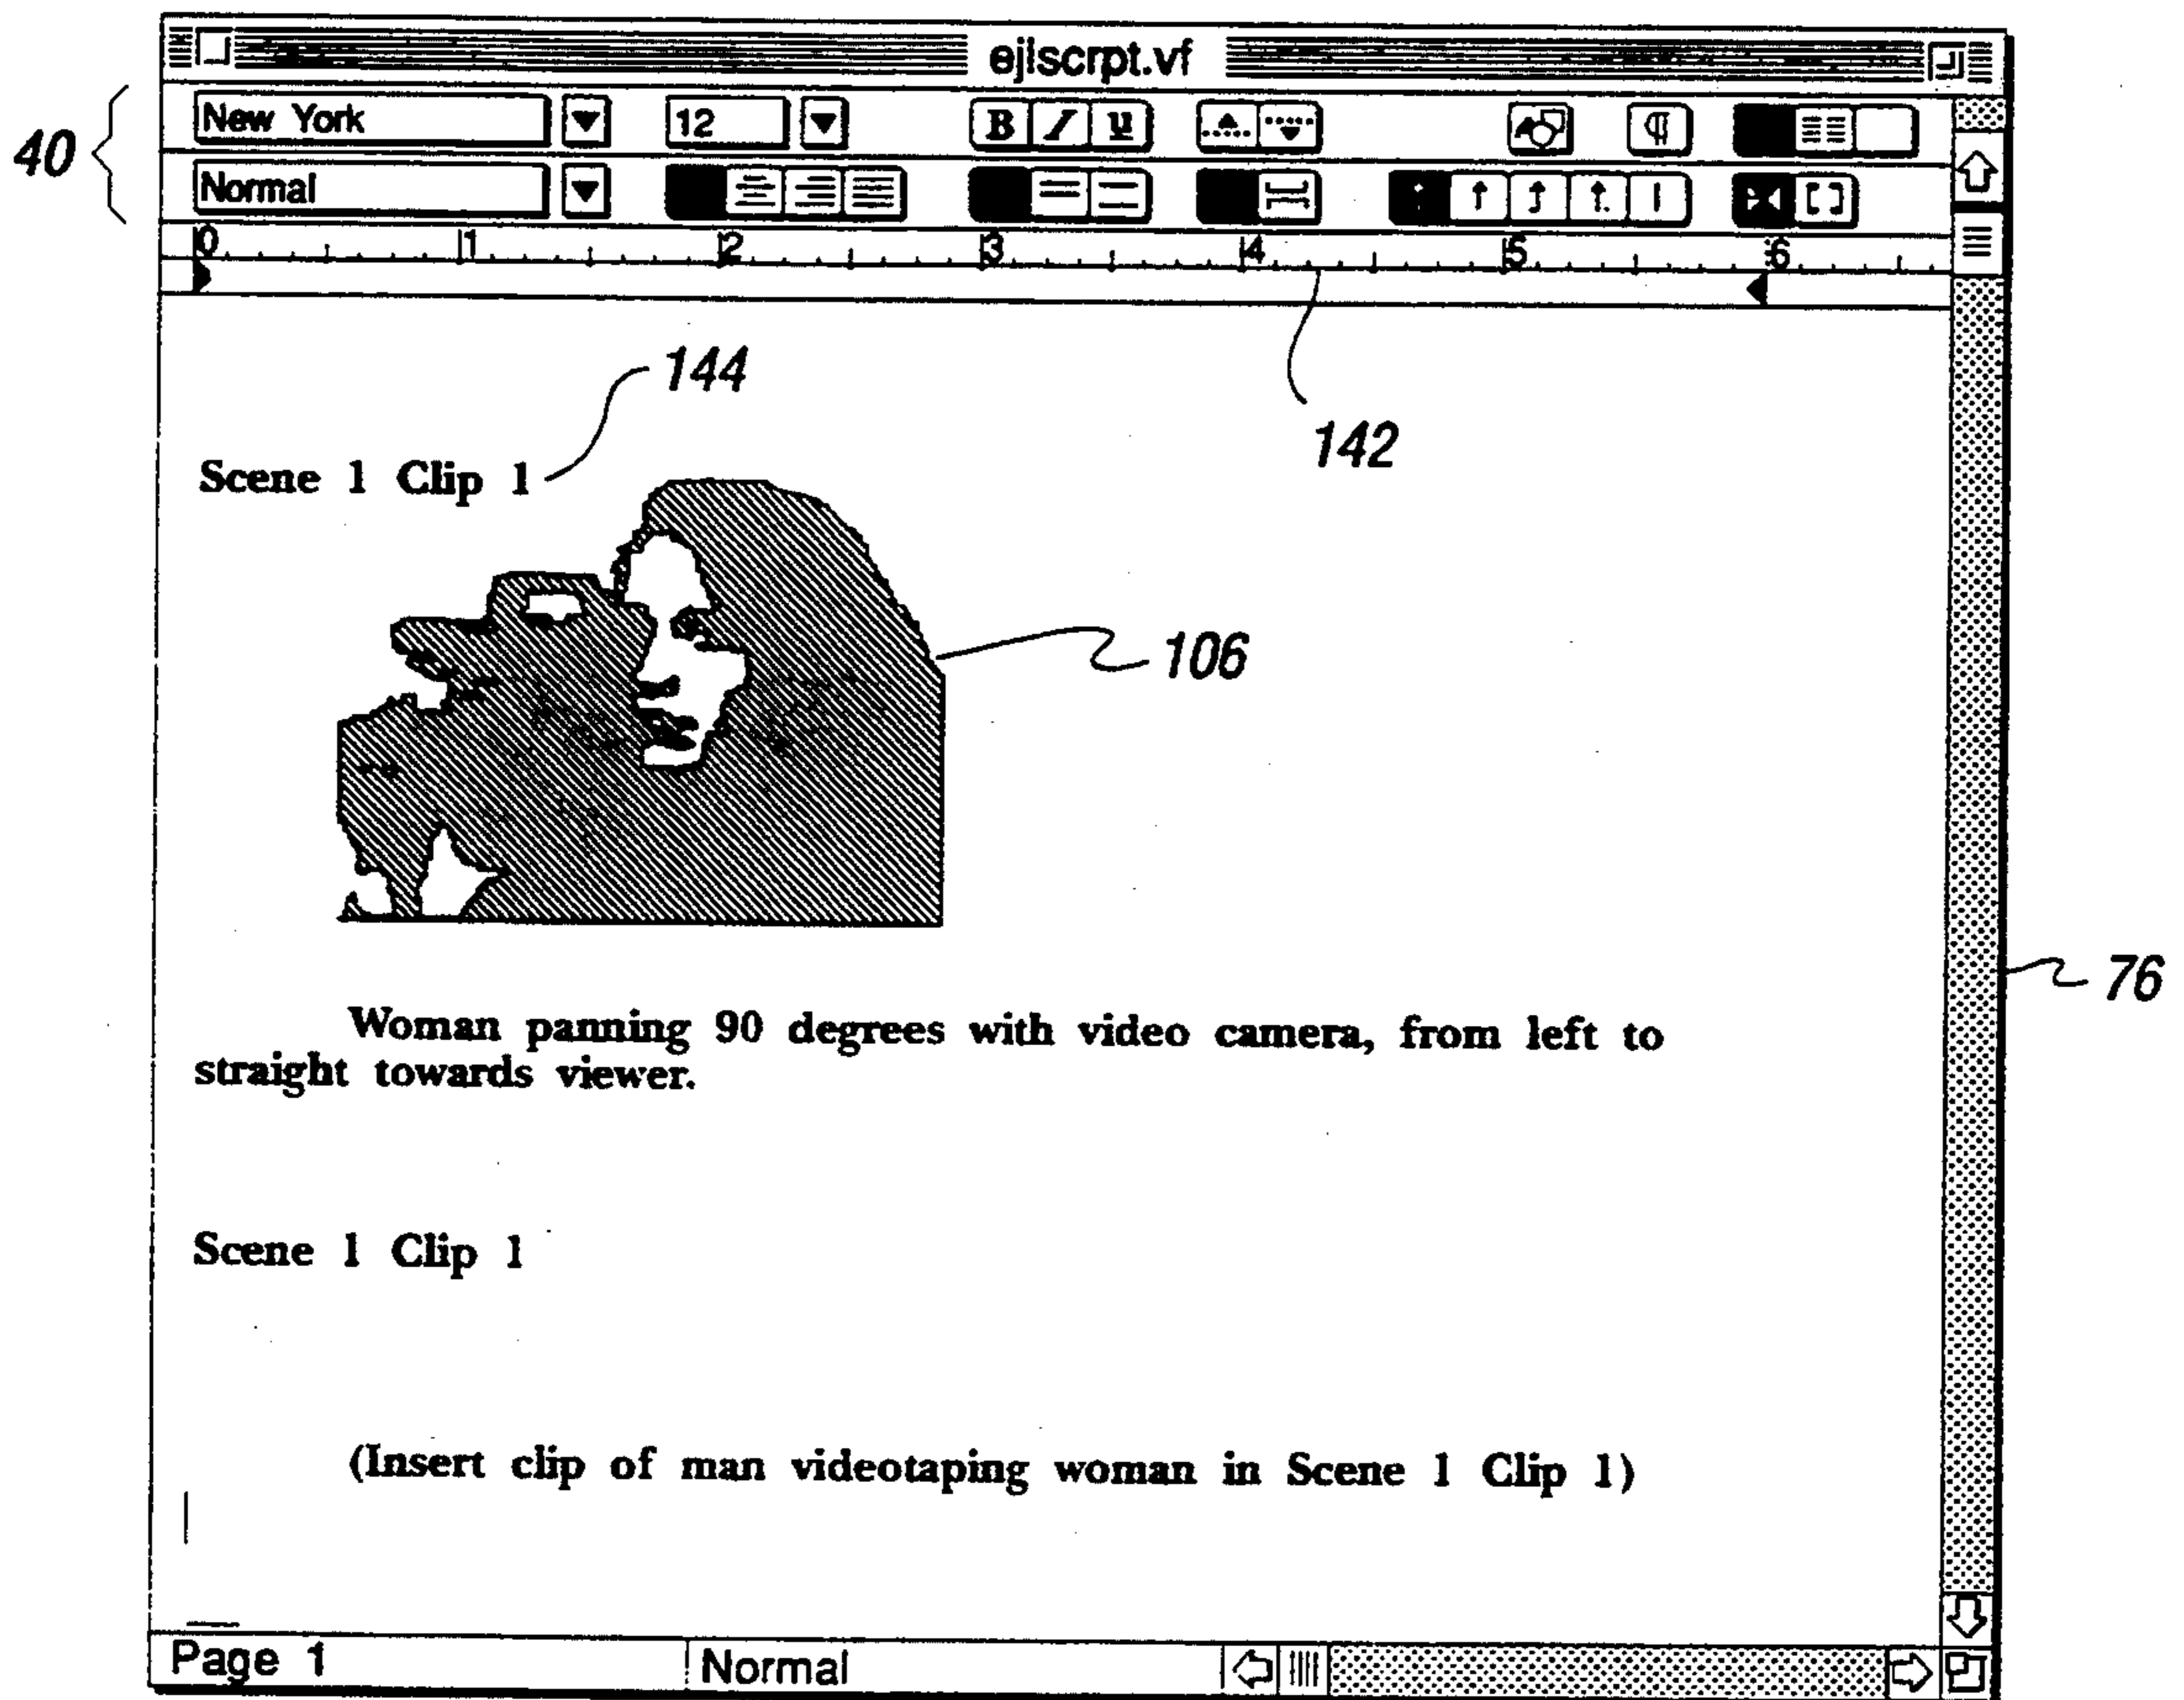 ejlscrpt.vf
40
New York
12
B I U
¶
Normal
0 1 2 3 4 5 6
144
142
Scene 1 Clip 1
106
76
Woman panning 90 degrees with video camera, from left to
straight towards viewer.
Scene 1 Clip 1
(Insert clip of man videotaping woman in Scene 1 Clip 1)
Page 1
Normal